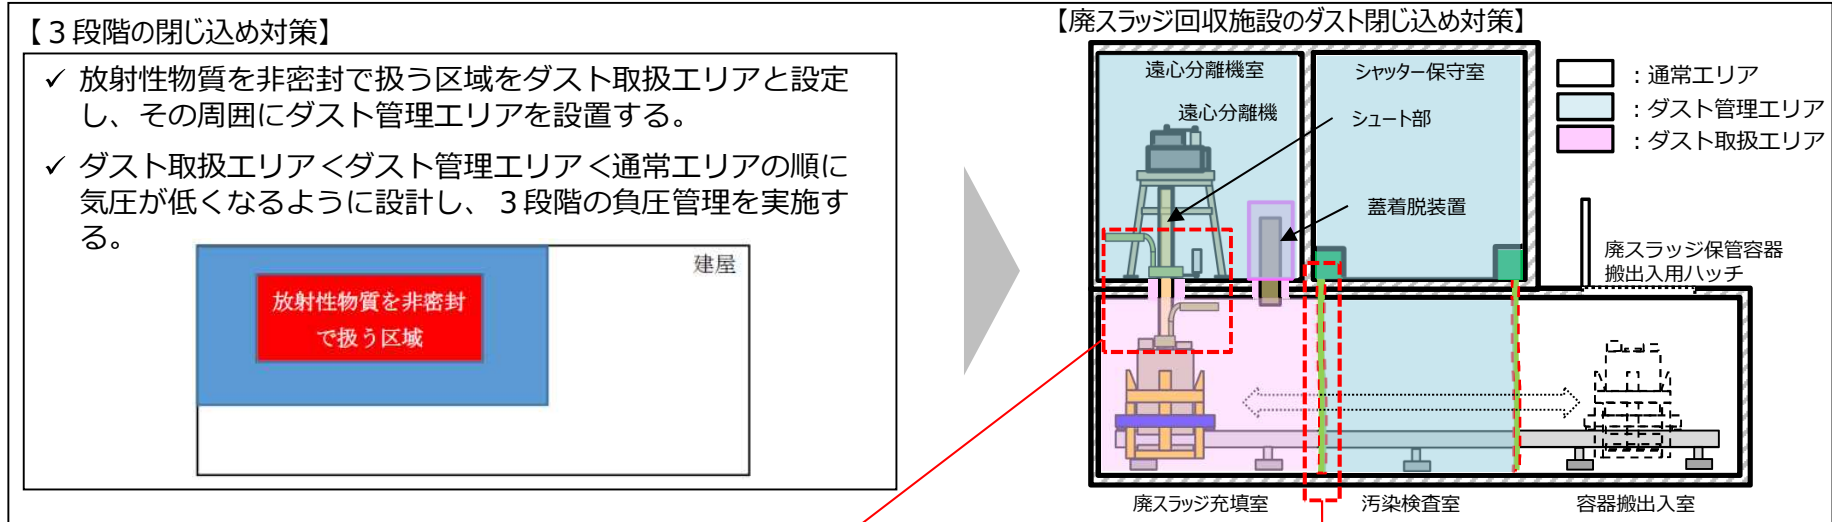 【３段階の閉じ込め対策】
✓ 放射性物質を非密封で扱う区域をダスト取扱エリアと設定
し、その周囲にダスト管理エリアを設置する。
✓ ダスト取扱エリア＜ダスト管理エリア＜通常エリアの順に
気圧が低くなるように設計し、３段階の負圧管理を実施す
る。
建屋
放射性物質を非密封
で扱う区域
【廃スラッジ回収施設のダスト閉じ込め対策】
遠心分離機室
シャッター保守室
遠心分離機
シュート部
蓋着脱装置
：通常エリア
：ダスト管理エリア
：ダスト取扱エリア
廃スラッジ保管容器
搬出入用ハッチ
廃スラッジ充填室
汚染検査室
容器搬出入室